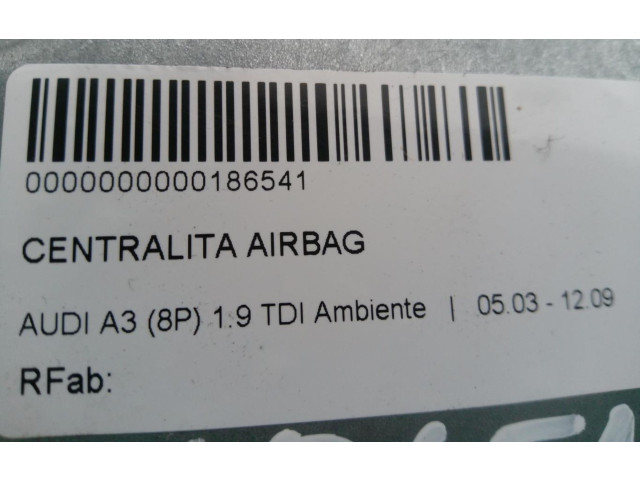 0000000000186541
CENTRALITA AIRBAG
AUDI A3 (8P) 1.9 TDI Ambiente | 05.03 - 12.09
RFab: